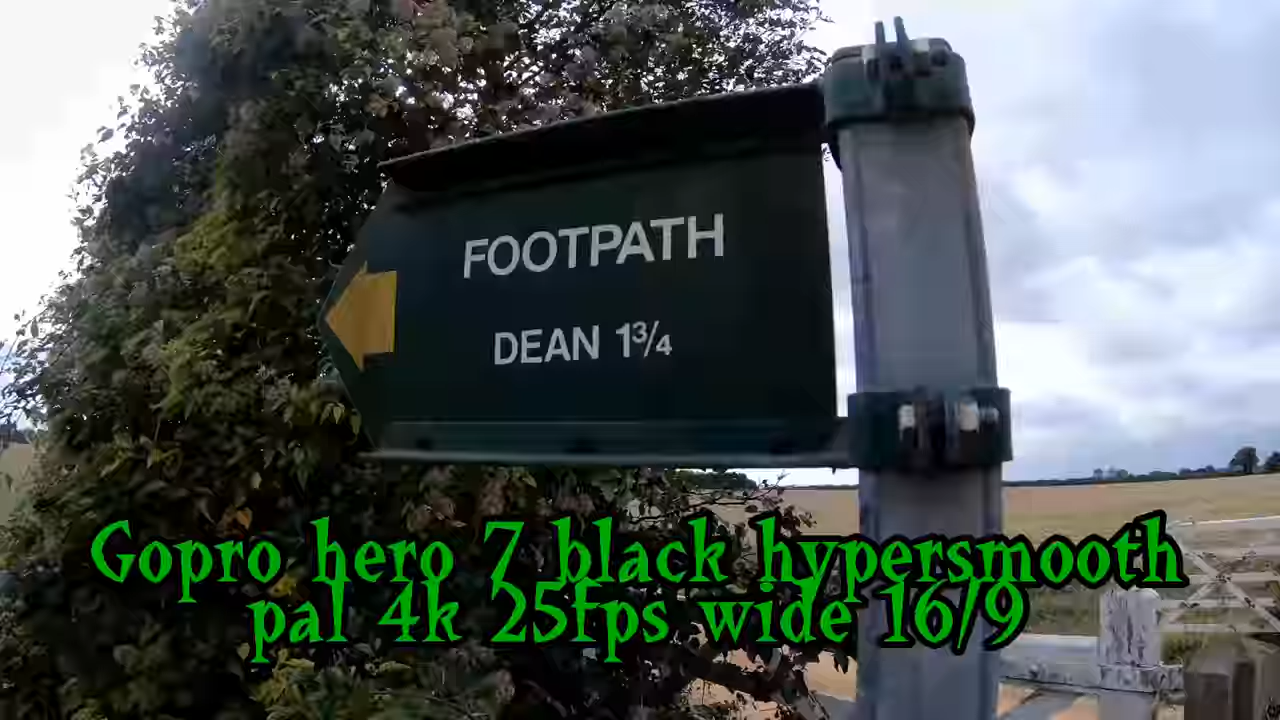 FOOTPATH
DEAN 1¾
Gopro hero 7 black hypersmooth
pal 4k 25fps wide 16/9